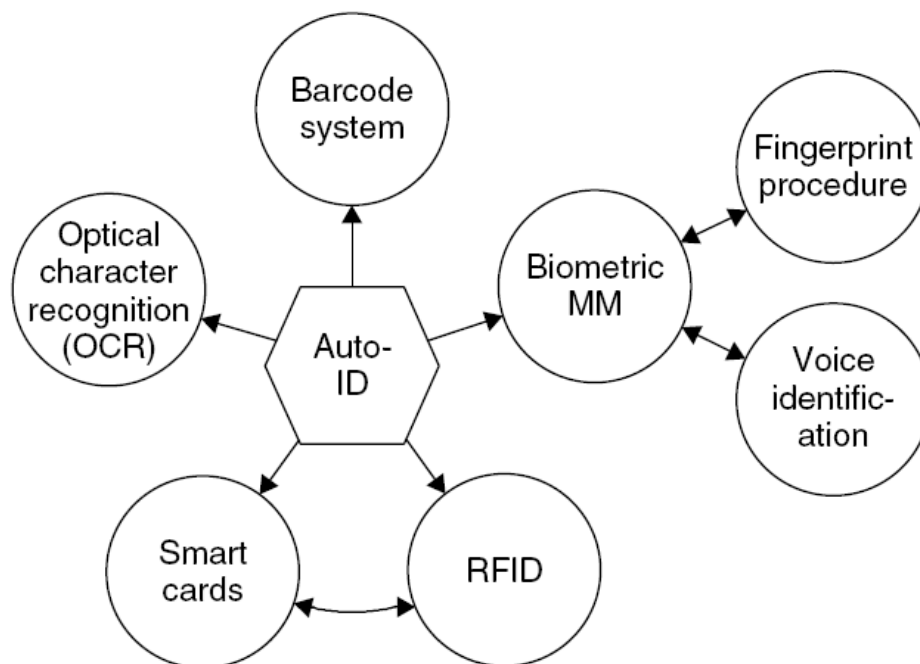 Barcode
system
Fingerprint
procedure
Optical
character
recognition
(OCR)
Biometric
MM
Auto-
ID
Voice
identific-
ation
Smart
cards
RFID